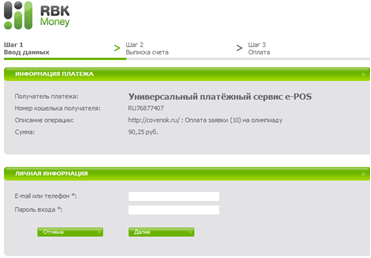 RBK
Money
Шаг 1
Ввод данных
Шаг 2
Выписка счета
Шаг 3
Оплата
ИНФОРМАЦИЯ ПЛАТЕЖА
Получатель платежа: Универсальный платёжный сервис e-POS
Номер кошелька получателя: RU76877407
Описание операции: http://covenok.ru/ : Оплата заявки (10) на олимпиаду
Сумма: 90,25 руб.
ЛИЧНАЯ ИНФОРМАЦИЯ
E-mail или телефон *:
Пароль входа *:
Отмена
Далее